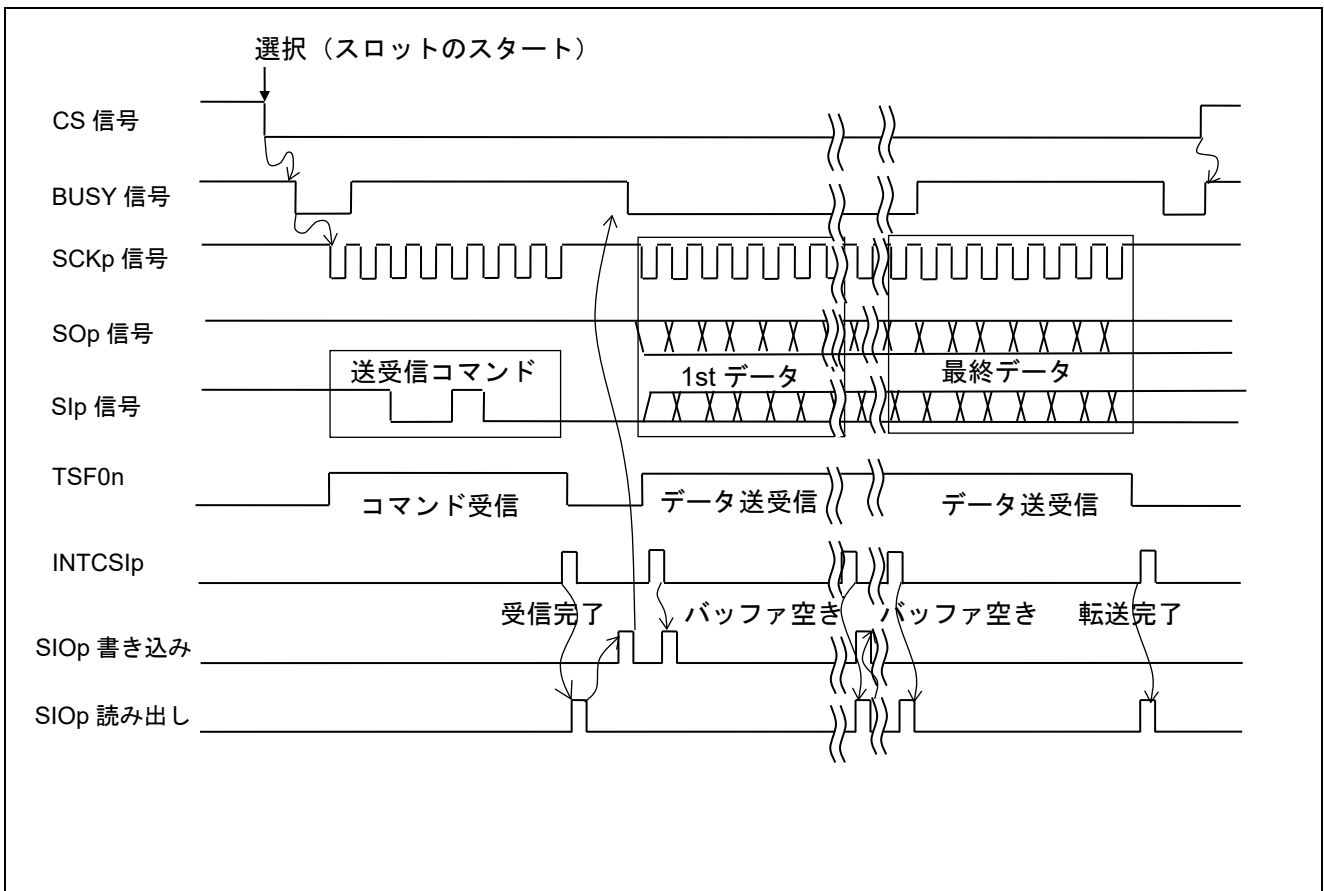 選択（スロットのスタート）
CS 信号
BUSY 信号
SCKp 信号
SOp 信号
送受信コマンド
1st データ
最終データ
SIp 信号
TSF0n
コマンド受信
データ送受信
データ送受信
INTCSIp
受信完了
バッファ空き
バッファ空き
転送完了
SIOp 書き込み
SIOp 読み出し